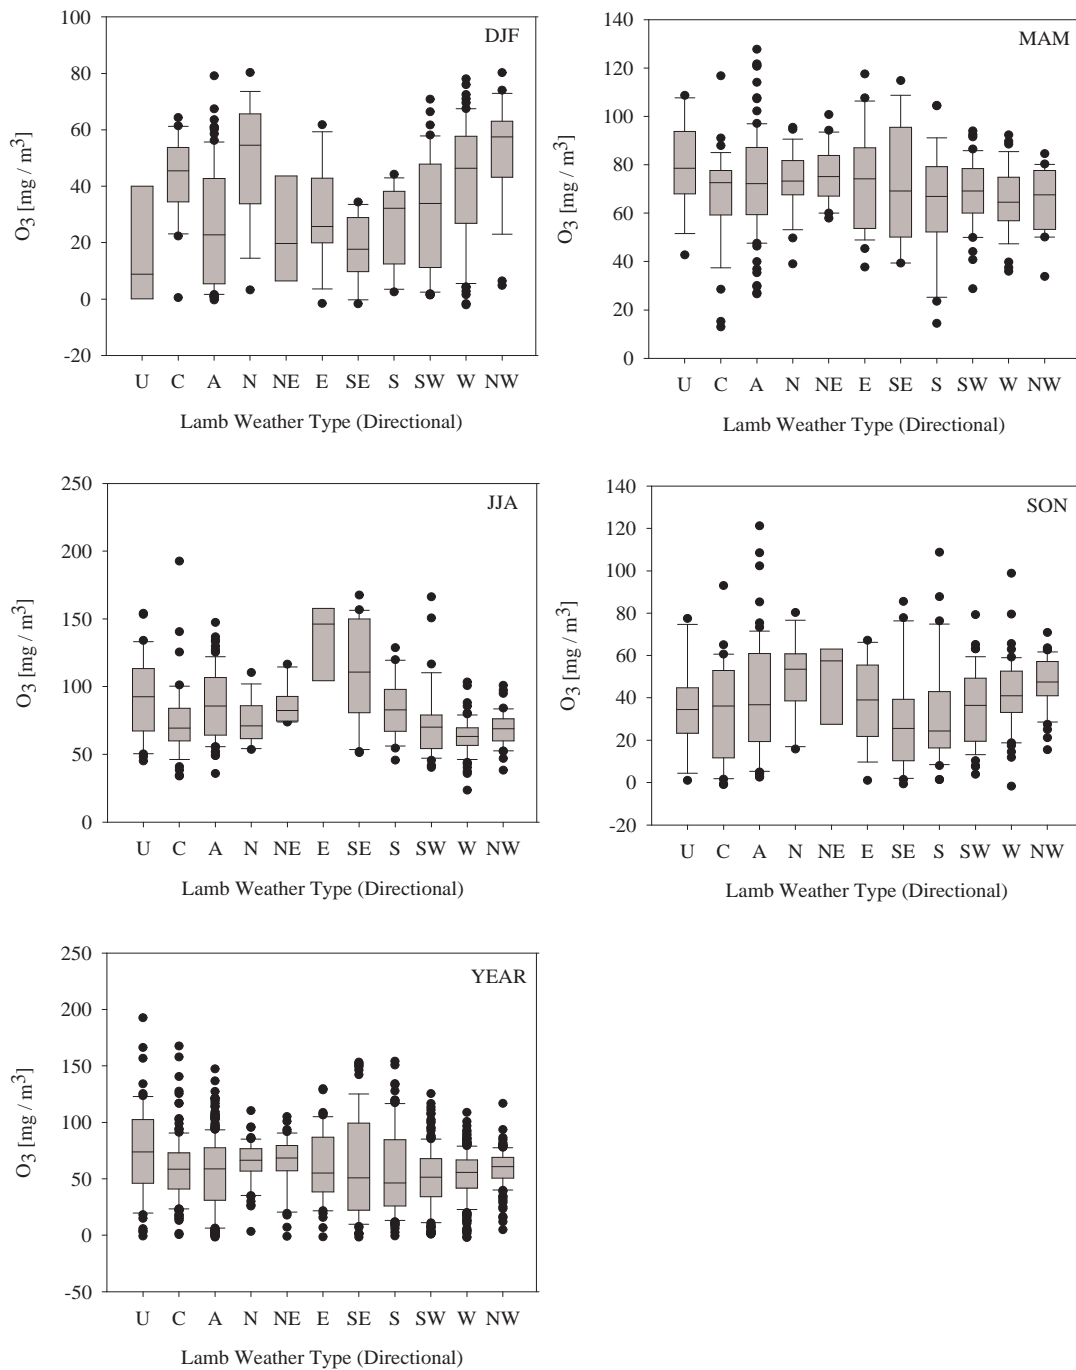 DJF
100
80
60
40
20
0
-20
O3 [mg / m3]
U C A N NE E SE S SW W NW
Lamb Weather Type (Directional)
MAM
140
120
100
80
60
40
20
0
O3 [mg / m3]
U C A N NE E SE S SW W NW
Lamb Weather Type (Directional)
JJA
250
200
150
100
50
0
O3 [mg / m3]
U C A N NE E SE S SW W NW
Lamb Weather Type (Directional)
SON
140
120
100
80
60
40
20
0
-20
O3 [mg / m3]
U C A N NE E SE S SW W NW
Lamb Weather Type (Directional)
YEAR
250
200
150
100
50
0
-50
O3 [mg / m3]
U C A N NE E SE S SW W NW
Lamb Weather Type (Directional)